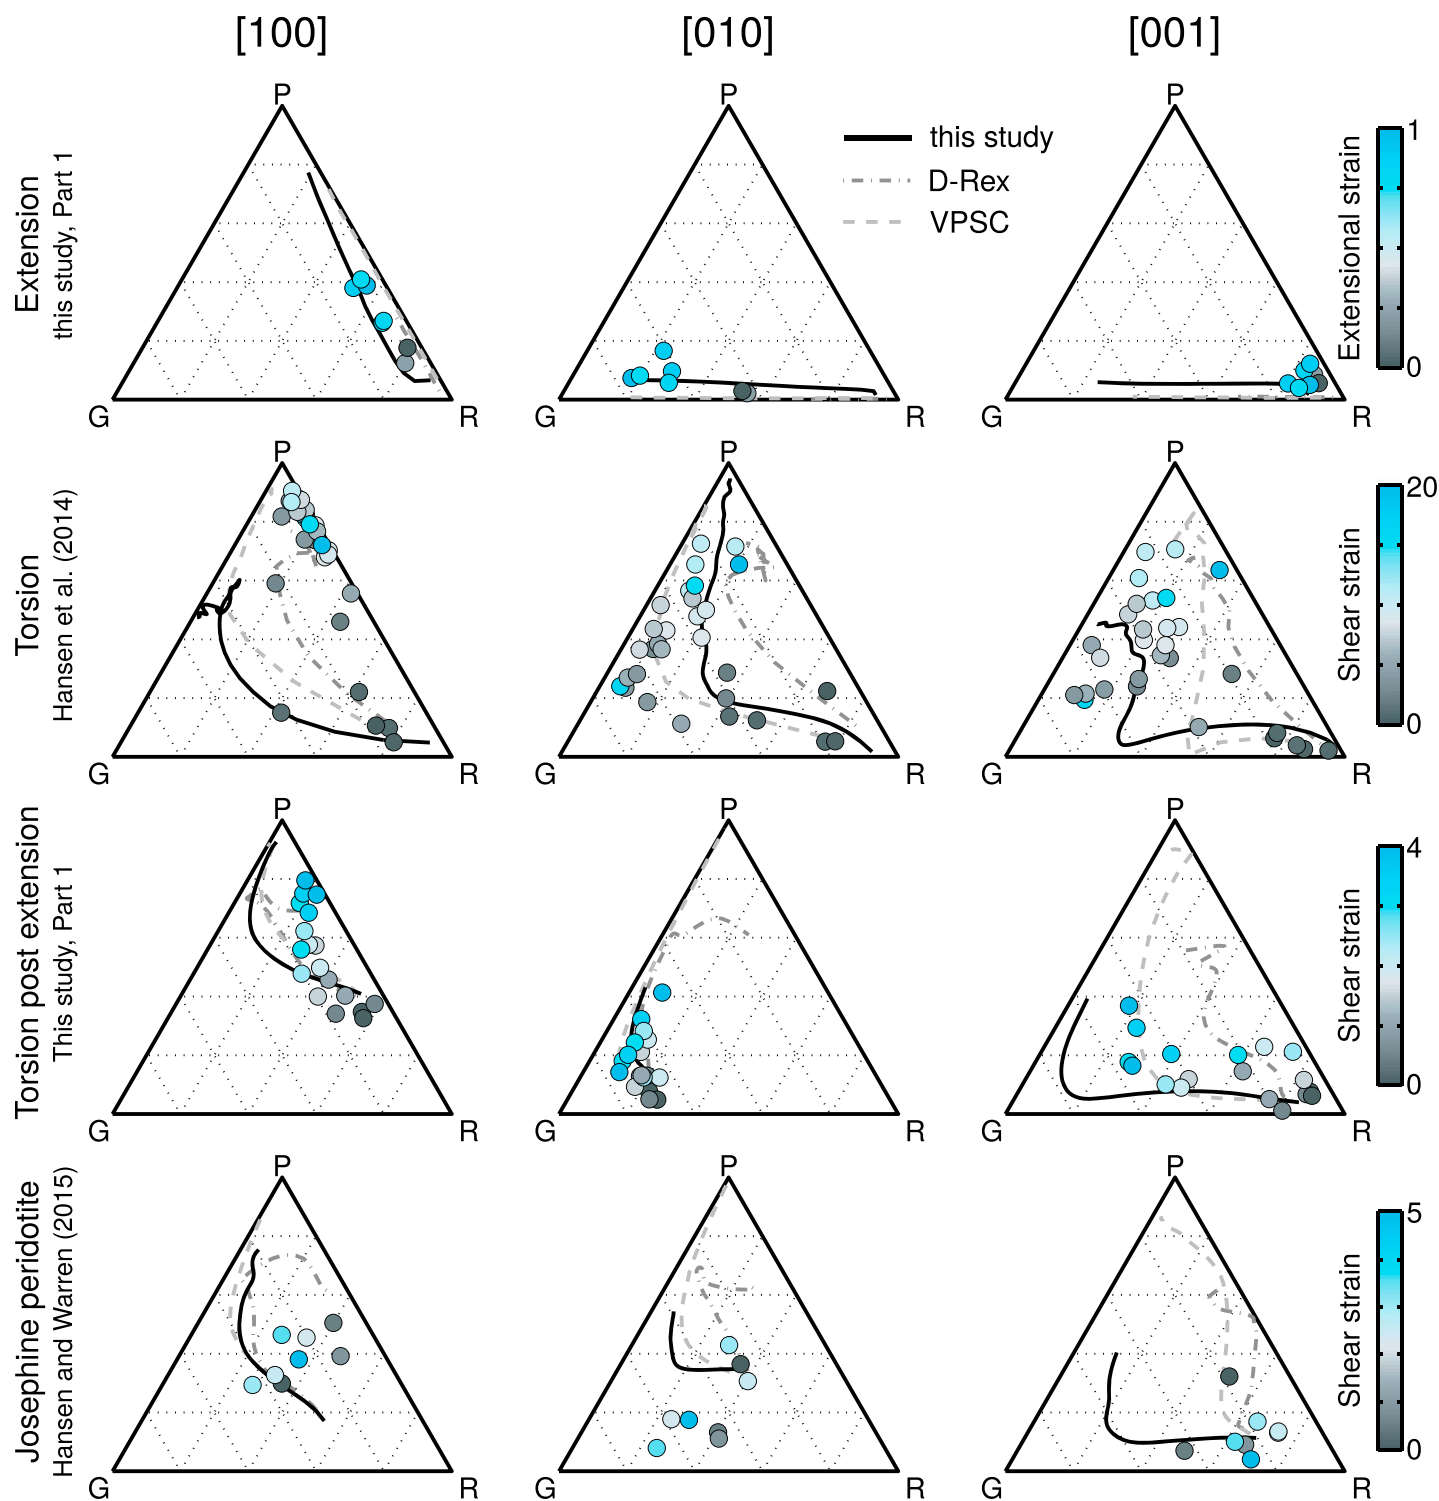 [100] [010] [001]
P P P
this study
D-Rex
VPSC
Extension
this study, Part 1
G R G R G R
Extensional strain
1
0
P P P
Torsion
Hansen et al. (2014)
G R G R G R
Shear strain
20
0
P P P
Torsion post extension
This study, Part 1
G R G R G R
Shear strain
4
0
P P P
Josephine peridotite
Hansen and Warren (2015)
G R G R G R
Shear strain
5
0